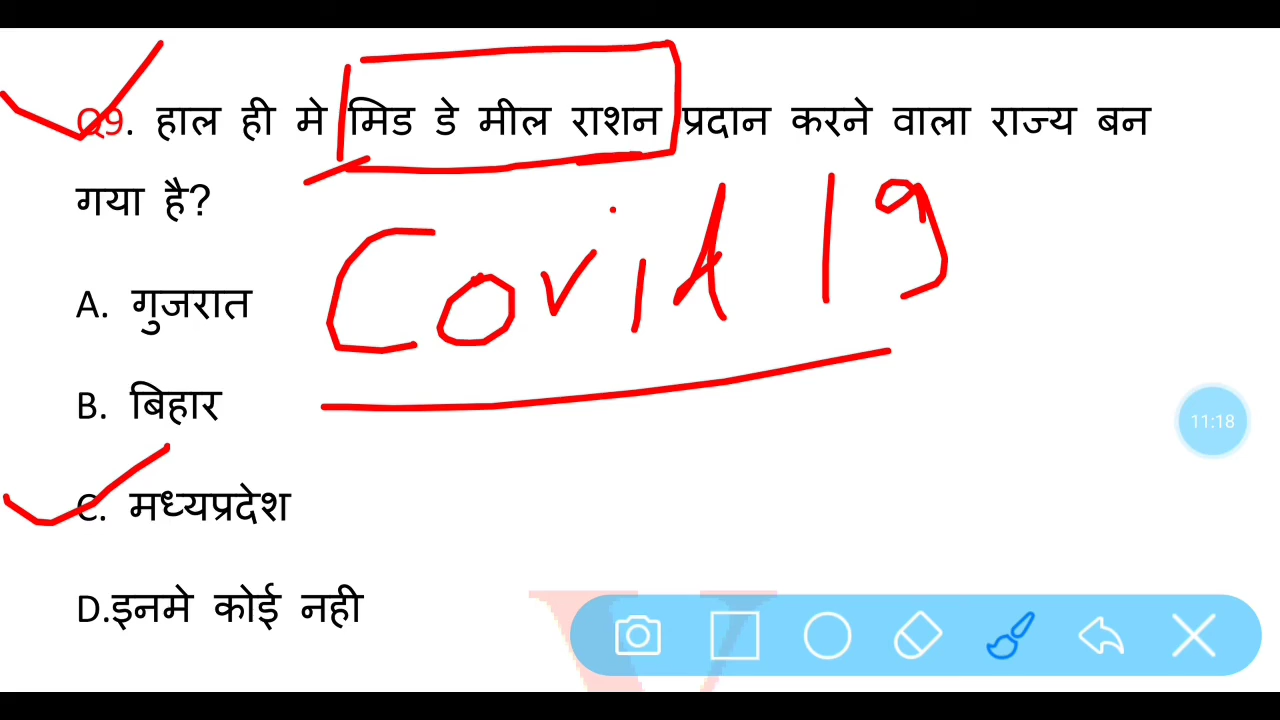 Q9. हाल ही मे मिड डे मील राशन प्रदान करने वाला राज्य बन
गया है?
Covid 19
A. गुजरात
B. बिहार
11:18
C. मध्यप्रदेश
D.इनमे कोई नही
V